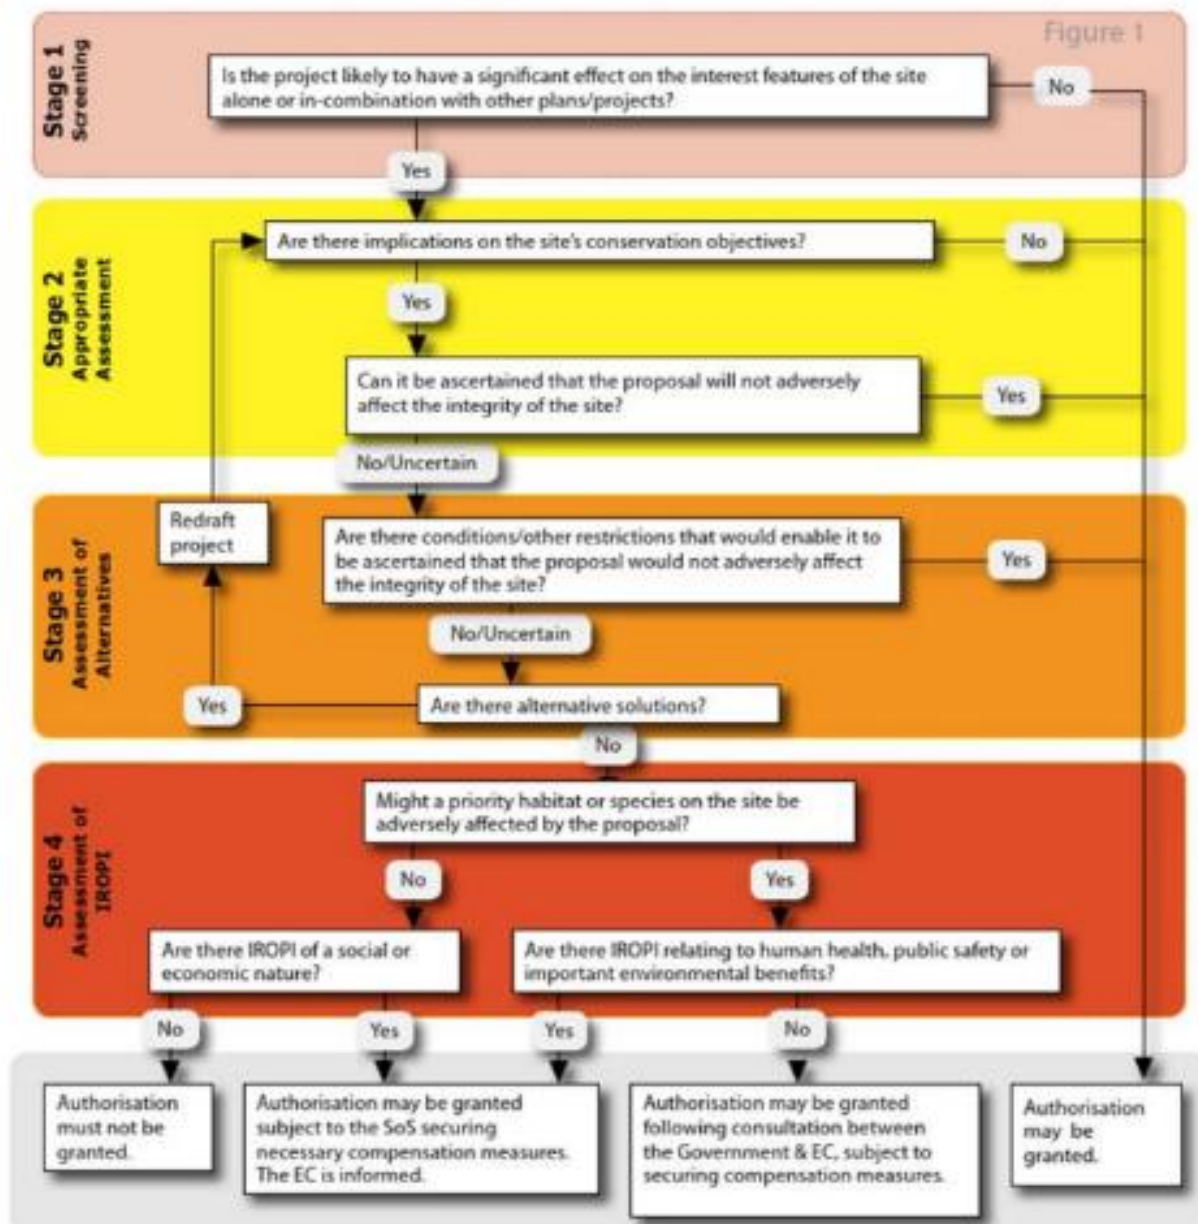 Figure 1
Stage 1
Screening
Is the project likely to have a significant effect on the interest features of the site
alone or in-combination with other plans/projects?
No
Yes
Stage 2
Appropriate
Assessment
Are there implications on the site's conservation objectives?
No
Yes
Can it be ascertained that the proposal will not adversely
affect the integrity of the site?
Yes
No/Uncertain
Stage 3
Assessment of
Alternatives
Redraft
project
Are there conditions/other restrictions that would enable it to
be ascertained that the proposal would not adversely affect
the integrity of the site?
Yes
No/Uncertain
Yes
Are there alternative solutions?
No
Stage 4
Assessment of
IROPI
Might a priority habitat or species on the site be
adversely affected by the proposal?
No
Yes
Are there IROPI of a social or
economic nature?
Are there IROPI relating to human health, public safety or
important environmental benefits?
No
Yes
Yes
No
Authorisation
must not be
granted.
Authorisation may be granted
subject to the SoS securing
necessary compensation measures.
The EC is informed.
Authorisation may be granted
following consultation between
the Government & EC, subject to
securing compensation measures.
Authorisation
may be
granted.